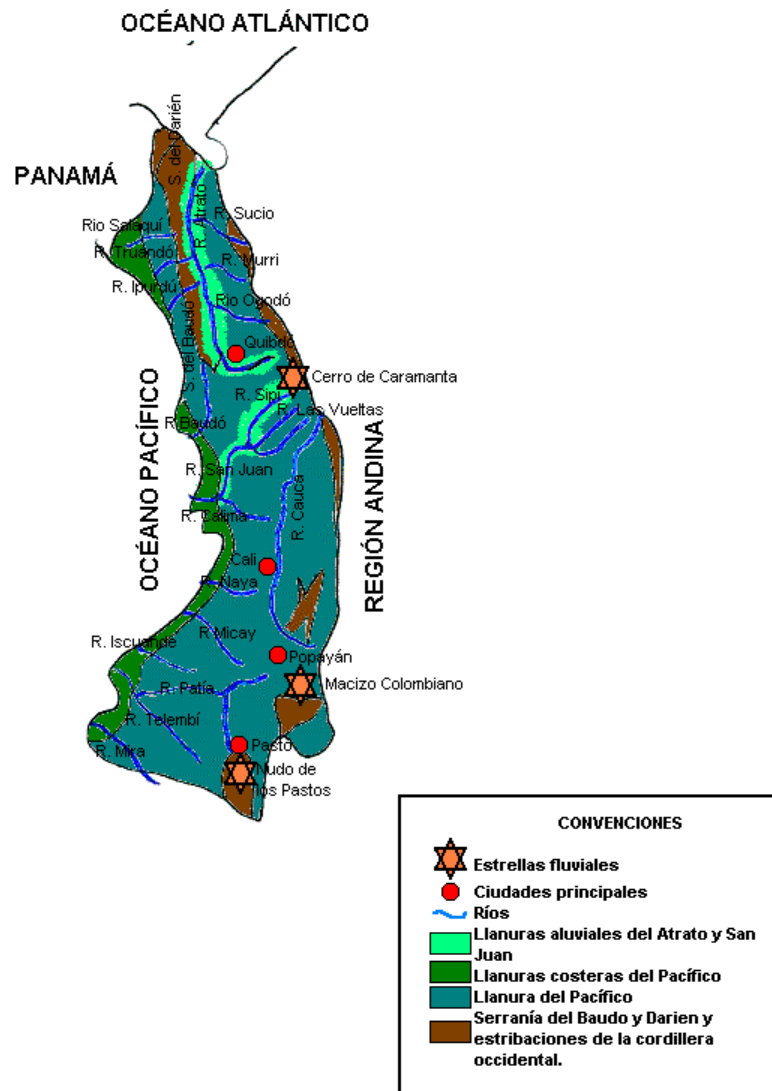 OCÉANO ATLÁNTICO
PANAMÁ
S. del Darién
R. Atrato
R. Sucio
Rio Salaquí
R. Truandó
R. Murri
R. Ipurdú
Rio Ogodó
S. del Baudó
Quibdó
Cerro de Caramanta
R. Sipi
R. Las Vueltas
R Baudó
OCÉANO PACÍFICO
REGIÓN ANDINA
R. San Juan
R. Cauca
R. Calima
Cali
R. Naya
R Micay
R. Iscuandé
Popayán
Macizo Colombiano
R. Patía
R. Telembí
R. Mira
Pasto
Nudo de
los Pastos
CONVENCIONES
Estrellas fluviales
Ciudades principales
Ríos
Llanuras aluviales del Atrato y San
Juan
Llanuras costeras del Pacífico
Llanura del Pacífico
Serranía del Baudo y Darien y
estribaciones de la cordillera
occidental.